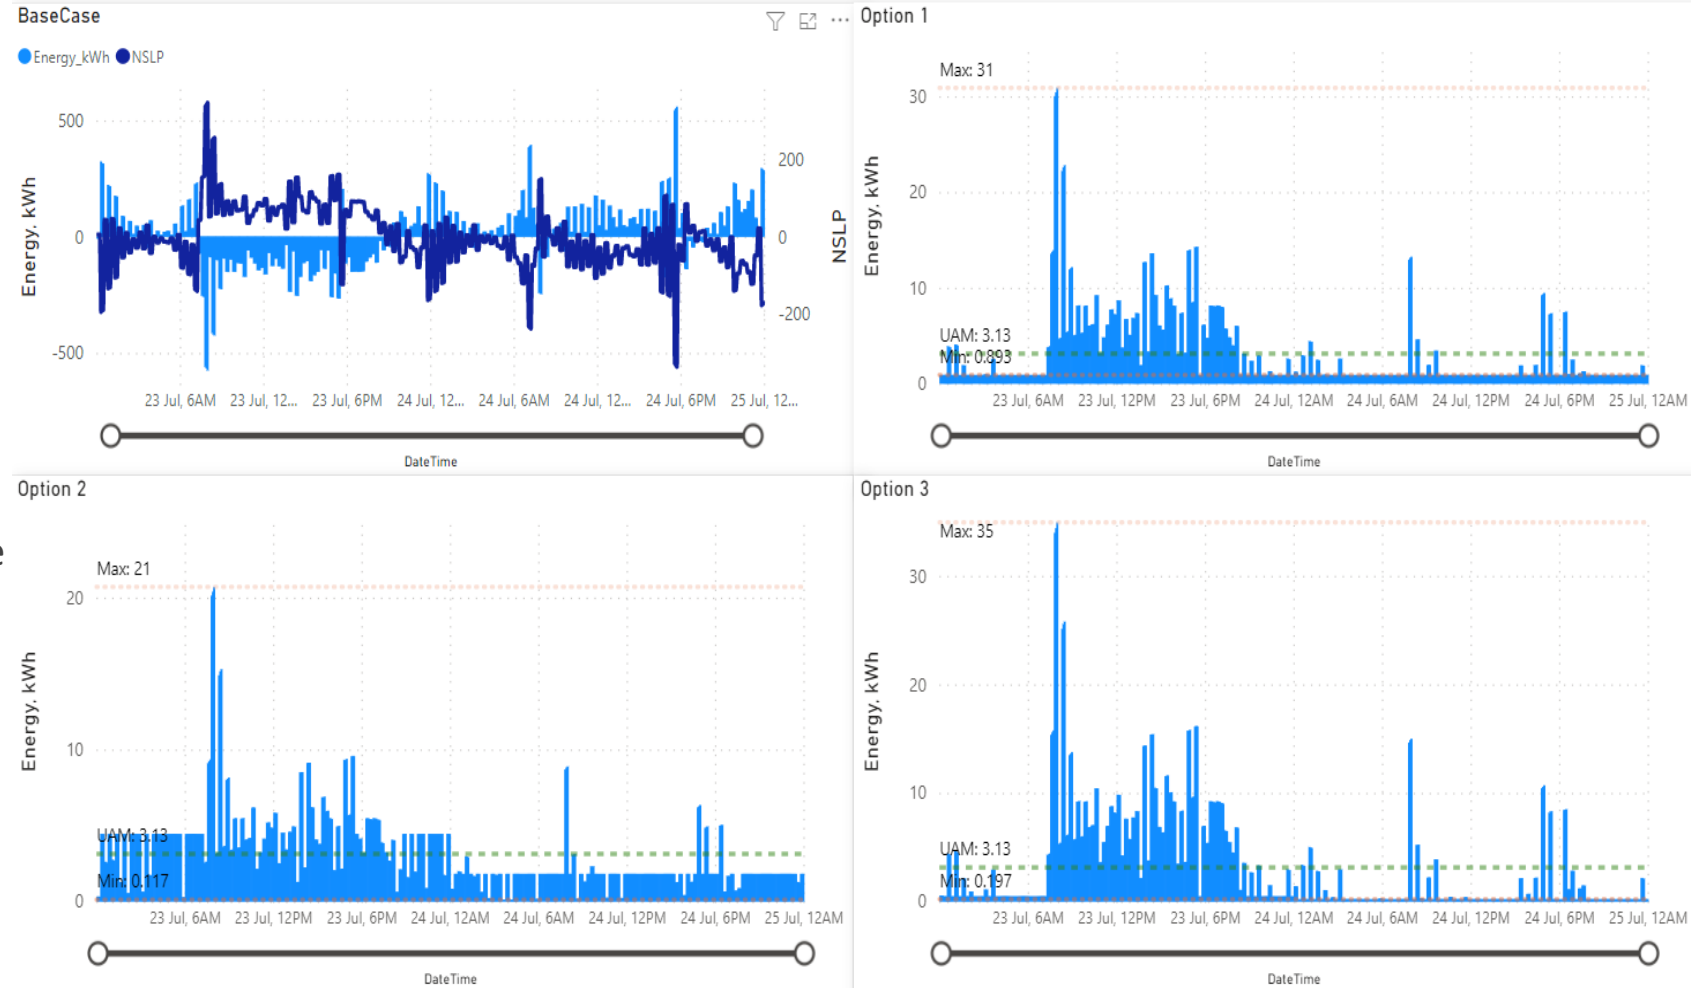 BaseCase
Energy_kWh NSLP
Energy. kWh
500
0
-500
200
0
-200
NSLP
23 Jul, 6AM 23 Jul, 12... 23 Jul, 6PM 24 Jul, 12... 24 Jul, 6AM 24 Jul, 12... 24 Jul, 6PM 25 Jul, 12...
DateTime
Option 1
Energy. kWh
Max: 31
30
20
10
0
UAM: 3.13
Min: 0.893
23 Jul, 6AM 23 Jul, 12PM 23 Jul, 6PM 24 Jul, 12AM 24 Jul, 6AM 24 Jul, 12PM 24 Jul, 6PM 25 Jul, 12AM
DateTime
e
Option 2
Energy. kWh
Max: 21
20
10
0
UAM: 3.13
Min: 0.117
23 Jul, 6AM 23 Jul, 12PM 23 Jul, 6PM 24 Jul, 12AM 24 Jul, 6AM 24 Jul, 12PM 24 Jul, 6PM 25 Jul, 12AM
DateTime
Option 3
Energy. kWh
Max: 35
30
20
10
0
UAM: 3.13
Min: 0.197
23 Jul, 6AM 23 Jul, 12PM 23 Jul, 6PM 24 Jul, 12AM 24 Jul, 6AM 24 Jul, 12PM 24 Jul, 6PM 25 Jul, 12AM
DateTime